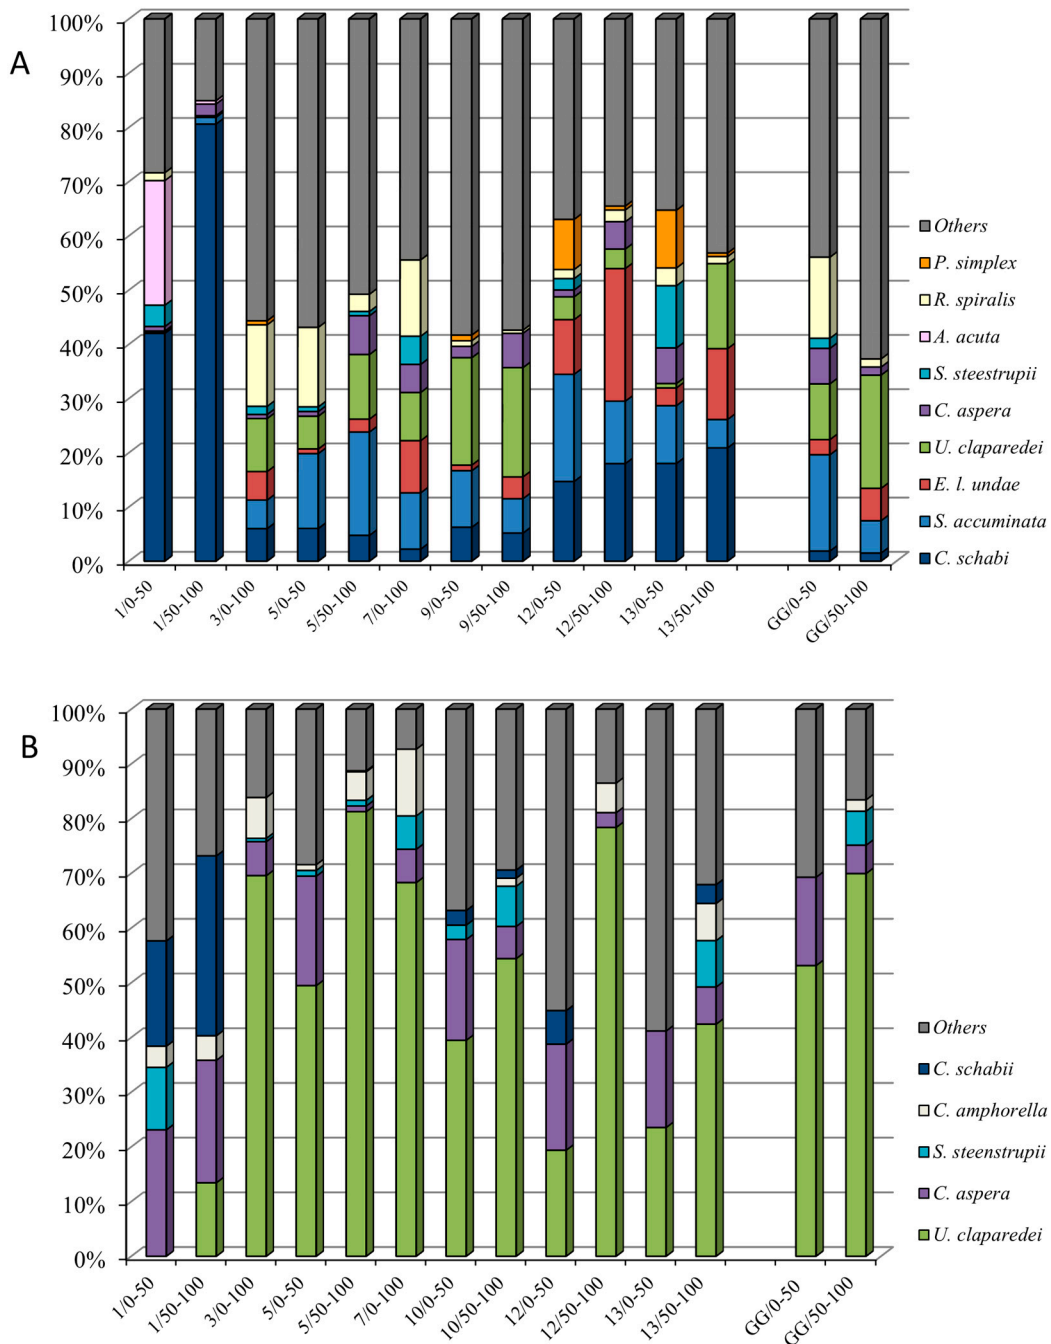 A
100%
90%
80%
70%
60%
50%
40%
30%
20%
10%
0%
1/0-50
1/50-100
3/0-100
5/0-50
5/50-100
7/0-100
9/0-50
9/50-100
12/0-50
12/50-100
13/0-50
13/50-100
GG/0-50
GG/50-100
Others
P. simplex
R. spiralis
A. acuta
S. steestrupii
C. aspera
U. claparedei
E. l. undae
S. accuminata
C. schabi
B
100%
90%
80%
70%
60%
50%
40%
30%
20%
10%
0%
1/0-50
1/50-100
3/0-100
5/0-50
5/50-100
7/0-100
10/0-50
10/50-100
12/0-50
12/50-100
13/0-50
13/50-100
GG/0-50
GG/50-100
Others
C. schabii
C. amphorella
S. steenstrupii
C. aspera
U. claparedei